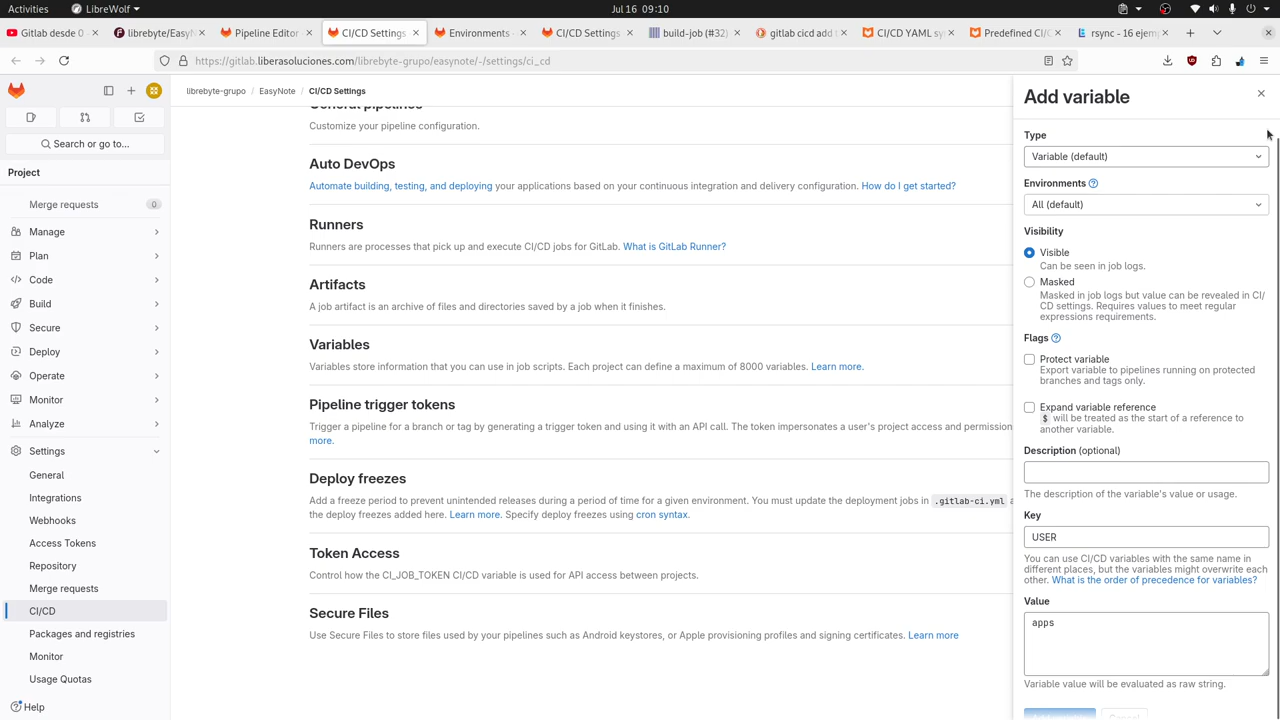 Activities
LibreWolf
Jul 16 09:10
Gitlab desde 0
librebyte/EasyN
Pipeline Editor
CI/CD Settings
Environments ·
CI/CD Settings
build-job (#32)
gitlab cicd add
CI/CD YAML sy
Predefined CI/C
rsync - 16 ejem
https://gitlab.liberasoluciones.com/librebyte-grupo/easynote/-/settings/ci_cd
Search or go to...
Project
Merge requests 0
Manage
Plan
Code
Build
Secure
Deploy
Operate
Monitor
Analyze
Settings
General
Integrations
Webhooks
Access Tokens
Repository
Merge requests
CI/CD
Packages and registries
Monitor
Usage Quotas
Help
librebyte-grupo / EasyNote / CI/CD Settings
General pipelines
Customize your pipeline configuration.
Auto DevOps
Automate building, testing, and deploying your applications based on your continuous integration and delivery configuration. How do I get started?
Runners
Runners are processes that pick up and execute CI/CD jobs for GitLab. What is GitLab Runner?
Artifacts
A job artifact is an archive of files and directories saved by a job when it finishes.
Variables
Variables store information that you can use in job scripts. Each project can define a maximum of 8000 variables. Learn more.
Pipeline trigger tokens
Trigger a pipeline for a branch or tag by generating a trigger token and using it with an API call. The token impersonates a user's project access and permission
more.
Deploy freezes
Add a freeze period to prevent unintended releases during a period of time for a given environment. You must update the deployment jobs in .gitlab-ci.yml a
the deploy freezes added here. Learn more. Specify deploy freezes using cron syntax.
Token Access
Control how the CI_JOB_TOKEN CI/CD variable is used for API access between projects.
Secure Files
Use Secure Files to store files used by your pipelines such as Android keystores, or Apple provisioning profiles and signing certificates. Learn more
Add variable
Type
Variable (default)
Environments
All (default)
Visibility
Visible
Can be seen in job logs.
Masked
Masked in job logs but value can be revealed in CI/
CD settings. Requires values to meet regular
expressions requirements.
Flags
Protect variable
Export variable to pipelines running on protected
branches and tags only.
Expand variable reference
$ will be treated as the start of a reference to
another variable.
Description (optional)
The description of the variable's value or usage.
Key
USER
You can use CI/CD variables with the same name in
different places, but the variables might overwrite each
other. What is the order of precedence for variables?
Value
apps
Variable value will be evaluated as raw string.